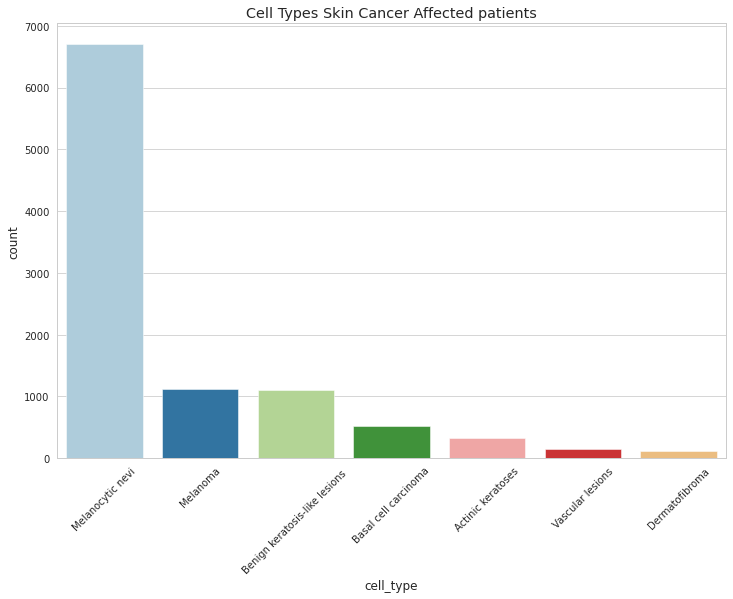 Cell Types Skin Cancer Affected patients
7000
6000
5000
4000
3000
2000
1000
0
count
Melanocytic nevi
Melanoma
Benign keratosis-like lesions
Basal cell carcinoma
Actinic keratoses
Vascular lesions
Dermatofibroma
cell_type